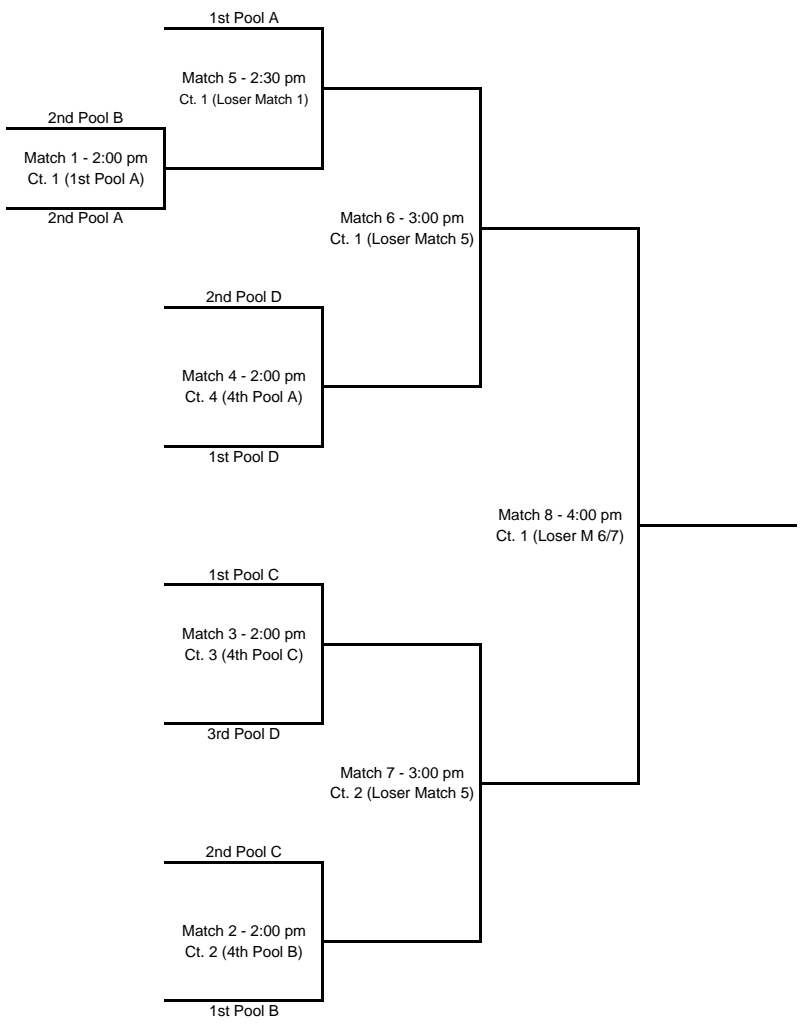 1st Pool A
Match 5 - 2:30 pm
Ct. 1 (Loser Match 1)
2nd Pool B
Match 1 - 2:00 pm
Ct. 1 (1st Pool A)
2nd Pool A
Match 6 - 3:00 pm
Ct. 1 (Loser Match 5)
2nd Pool D
Match 4 - 2:00 pm
Ct. 4 (4th Pool A)
1st Pool D
Match 8 - 4:00 pm
Ct. 1 (Loser M 6/7)
1st Pool C
Match 3 - 2:00 pm
Ct. 3 (4th Pool C)
3rd Pool D
Match 7 - 3:00 pm
Ct. 2 (Loser Match 5)
2nd Pool C
Match 2 - 2:00 pm
Ct. 2 (4th Pool B)
1st Pool B